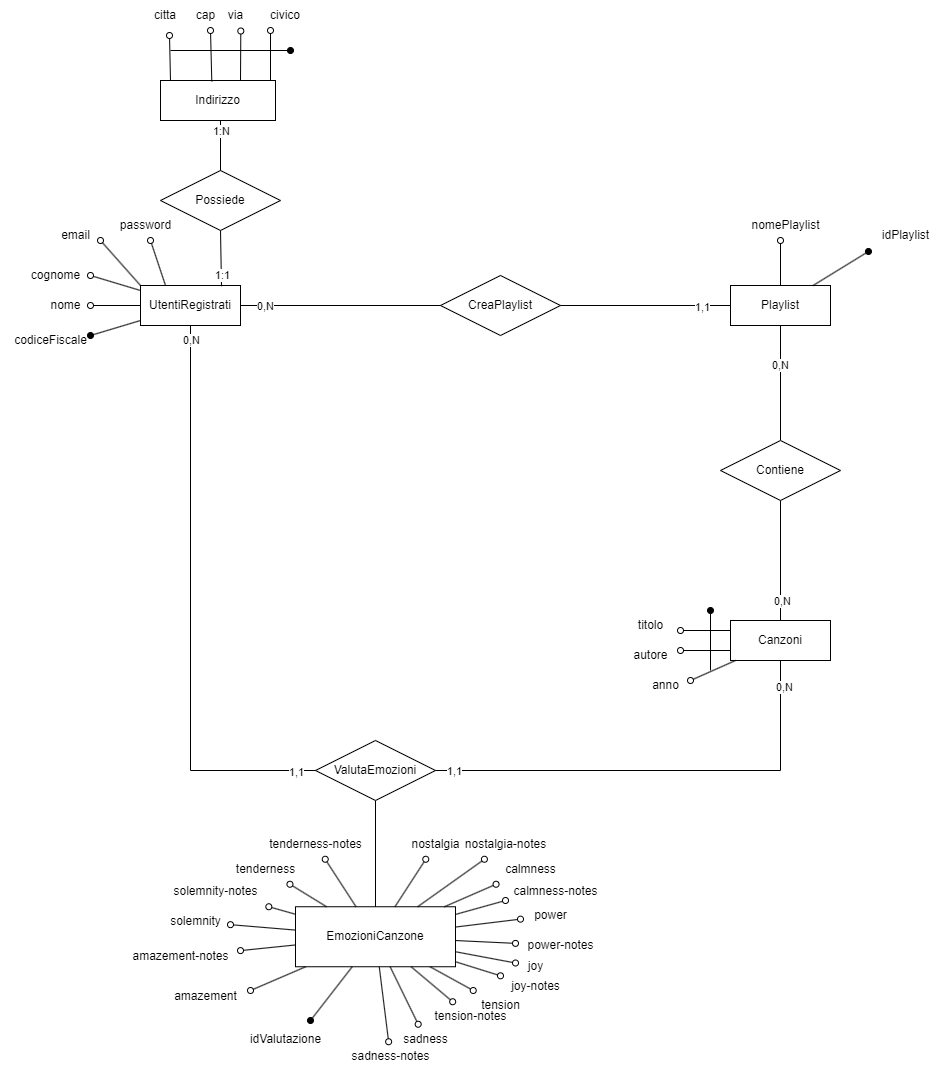 citta
cap
via
civico
Indirizzo
1:N
Possiede
1:1
email
password
cognome
nome
codiceFiscale
UtentiRegistrati
0,N
CreaPlaylist
1,1
nomePlaylist
idPlaylist
Playlist
0,N
0,N
Contiene
0,N
titolo
autore
anno
Canzoni
0,N
1,1
ValutaEmozioni
1,1
tenderness-notes
nostalgia
nostalgia-notes
tenderness
calmness
solemnity-notes
calmness-notes
solemnity
power
EmozioniCanzone
power-notes
amazement-notes
joy
amazement
joy-notes
tension
tension-notes
idValutazione
sadness
sadness-notes